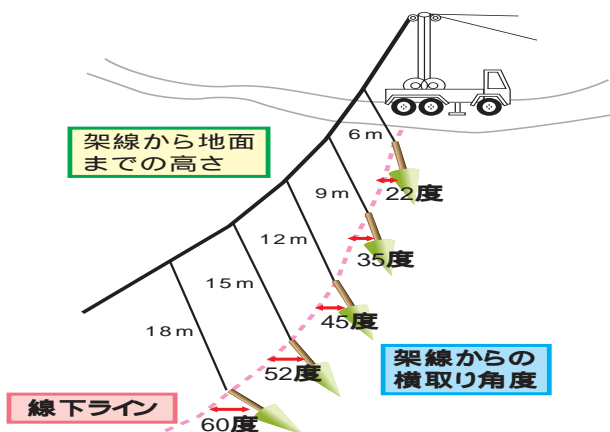 架線から地面
までの高さ
6m
22度
9m
35度
12m
45度
15m
52度
18m
60度
架線からの
横取り角度
線下ライン